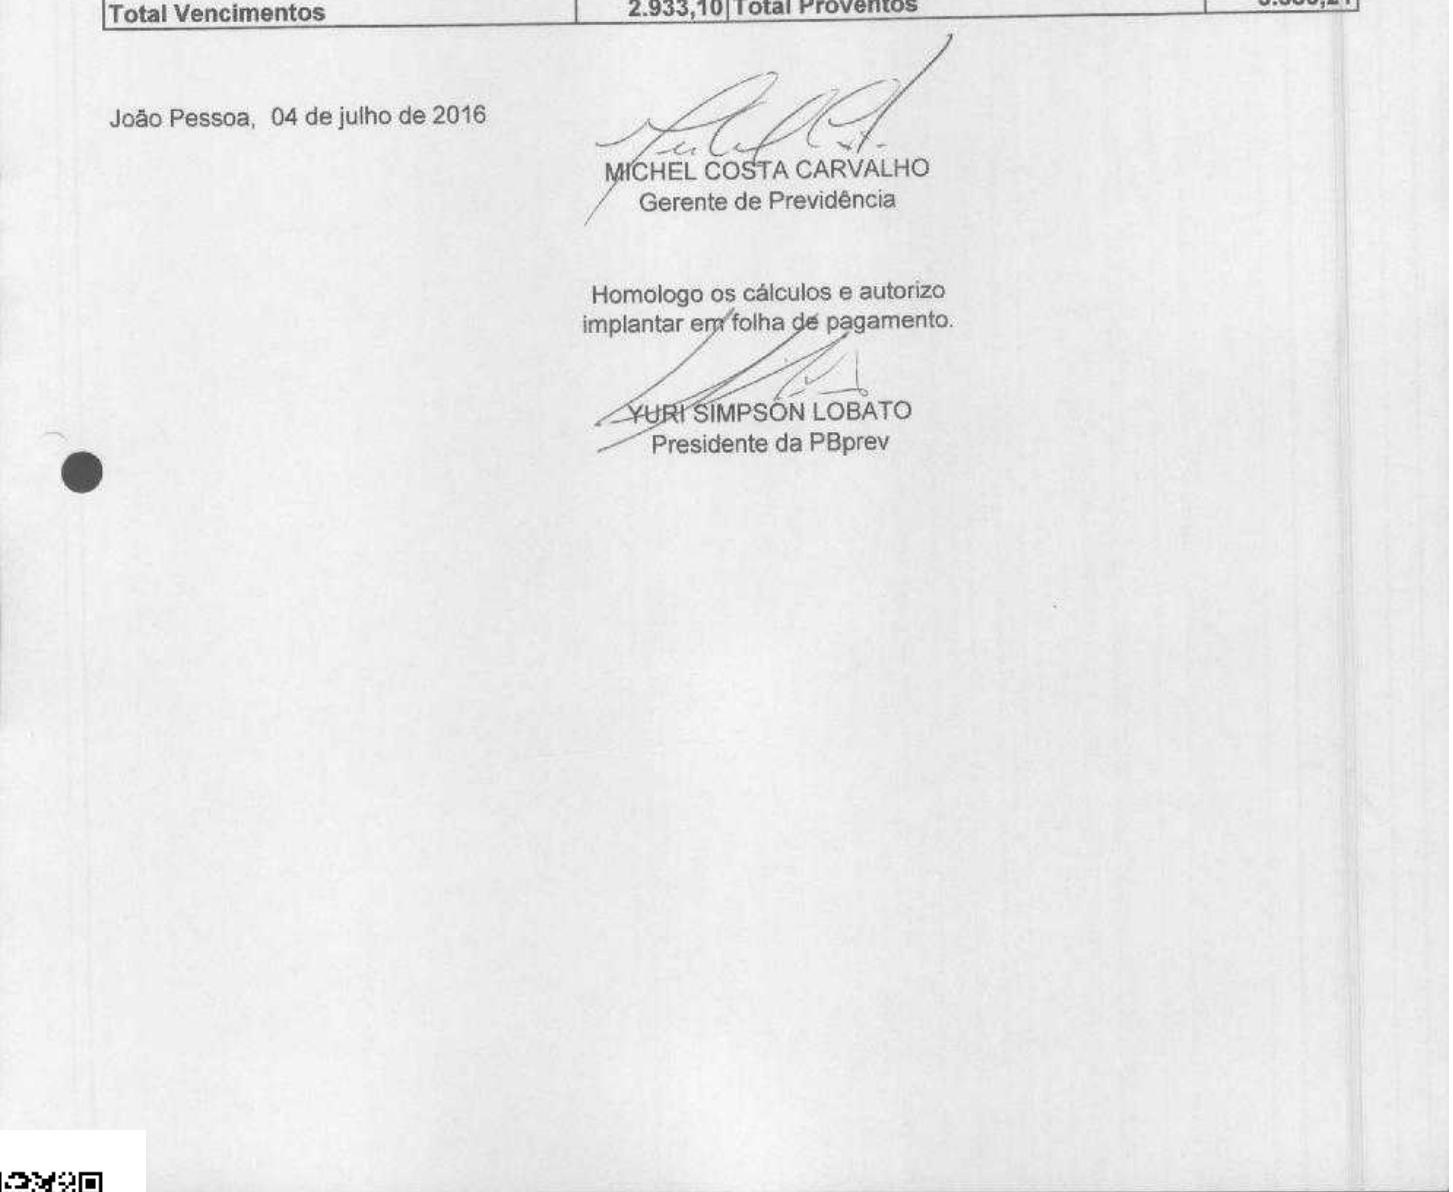 Total Vencimentos 2.933,10 Total Proventos
João Pessoa, 04 de julho de 2016
MICHEL COSTA CARVALHO
Gerente de Previdência
Homologo os cálculos e autorizo
implantar em folha de pagamento.
YURI SIMPSON LOBATO
Presidente da PBprev